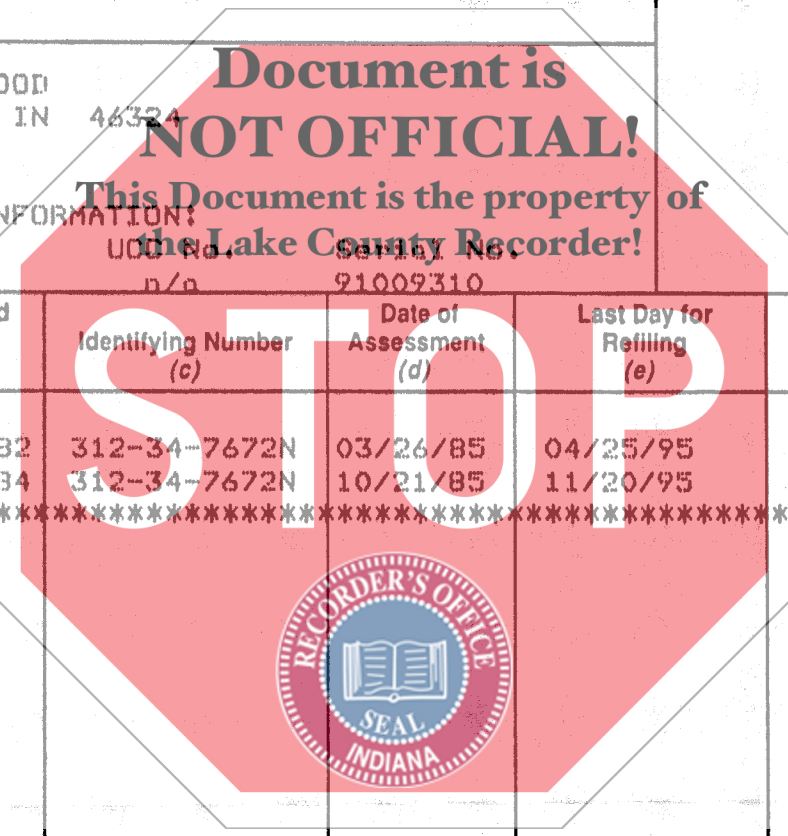 Document is
OOD
IN 46324
NOT OFFICIAL!
This Document is the property of
NFORMATION:
the Lake County Recorder!
UCC No. Serial No.
n/a 91009310
d
Identifying Number
(c)
Date of
Assessment
(d)
Last Day for
Refiling
(e)
STOP
82 312-34-7672N 03/26/85 04/25/95
84 312-34-7672N 10/21/85 11/20/95
RECORDER'S OFFICE
SEAL
INDIANA